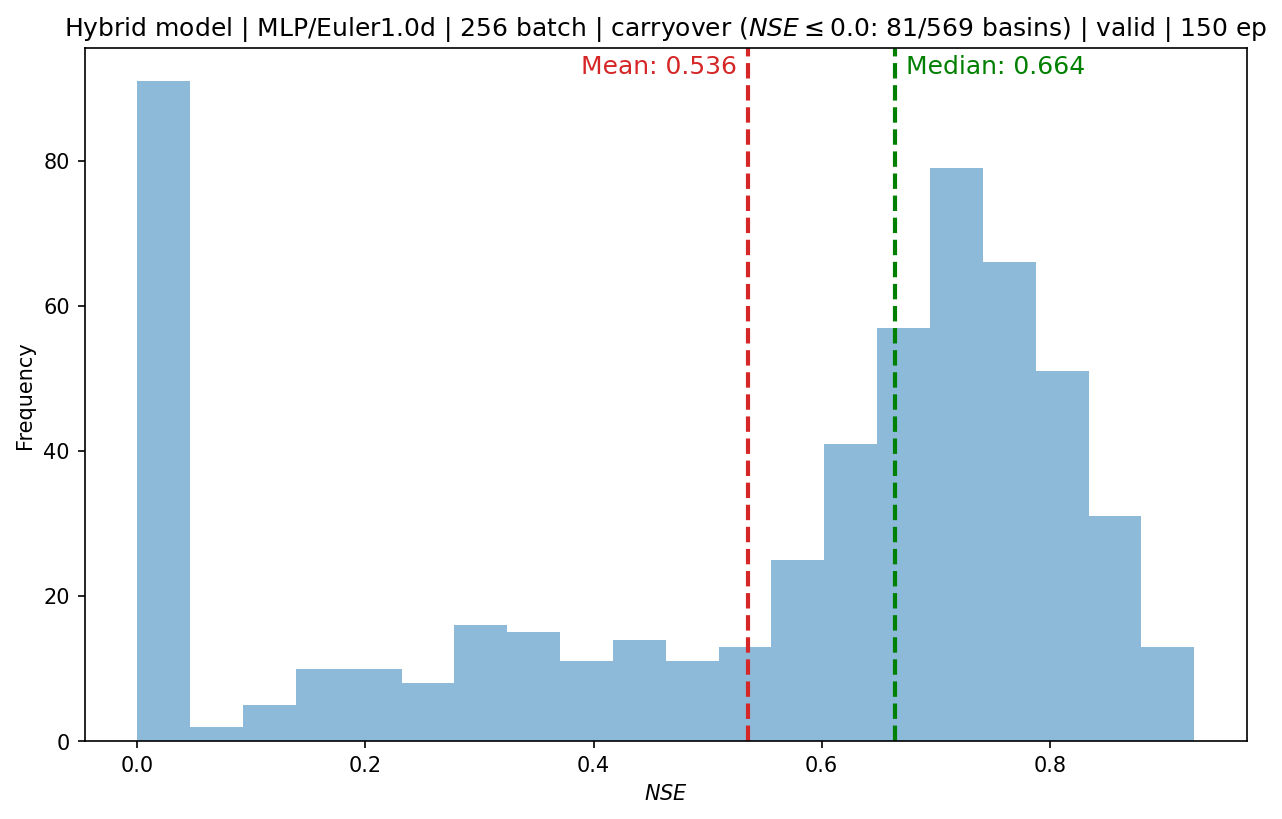 Hybrid model | MLP/Euler1.0d | 256 batch | carryover (NSE ≤ 0.0: 81/569 basins) | valid | 150 ep
Mean: 0.536
Median: 0.664
Frequency
80
60
40
20
0
0.0 0.2 0.4 0.6 0.8
NSE